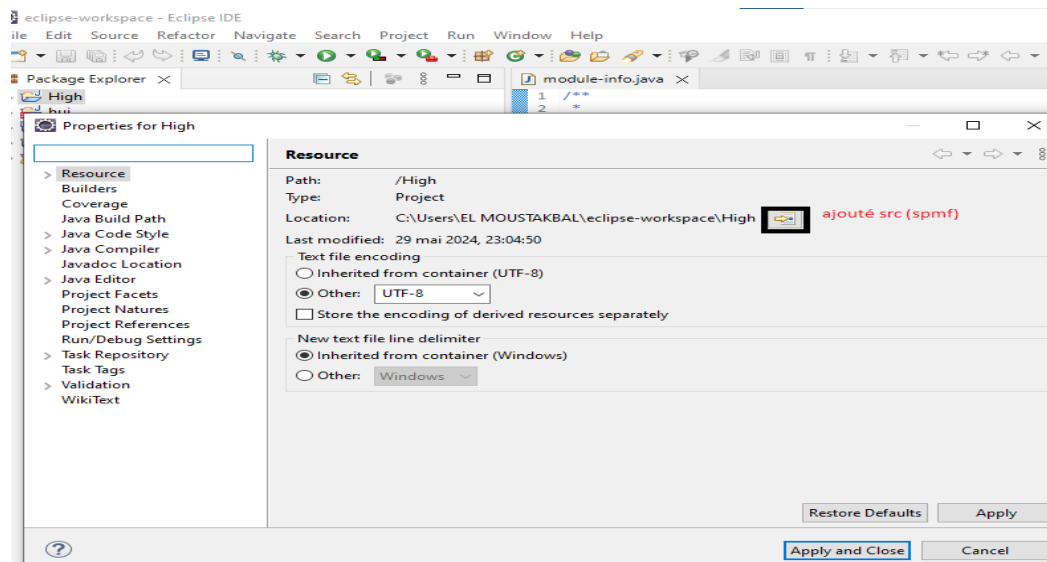 eclipse-workspace - Eclipse IDE
ile Edit Source Refactor Navigate Search Project Run Window Help
Package Explorer
module-info.java
High
1 /**
hui
2 *
Properties for High
Resource
Builders
Coverage
Java Build Path
Java Code Style
Java Compiler
Javadoc Location
Java Editor
Project Facets
Project Natures
Project References
Run/Debug Settings
Task Repository
Task Tags
Validation
WikiText
Resource
Path: /High
Type: Project
Location: C:\Users\EL MOUSTAKBAL\eclipse-workspace\High ajouté src (spmf)
Last modified: 29 mai 2024, 23:04:50
Text file encoding
Inherited from container (UTF-8)
Other: UTF-8
Store the encoding of derived resources separately
New text file line delimiter
Inherited from container (Windows)
Other: Windows
Restore Defaults Apply
? Apply and Close Cancel